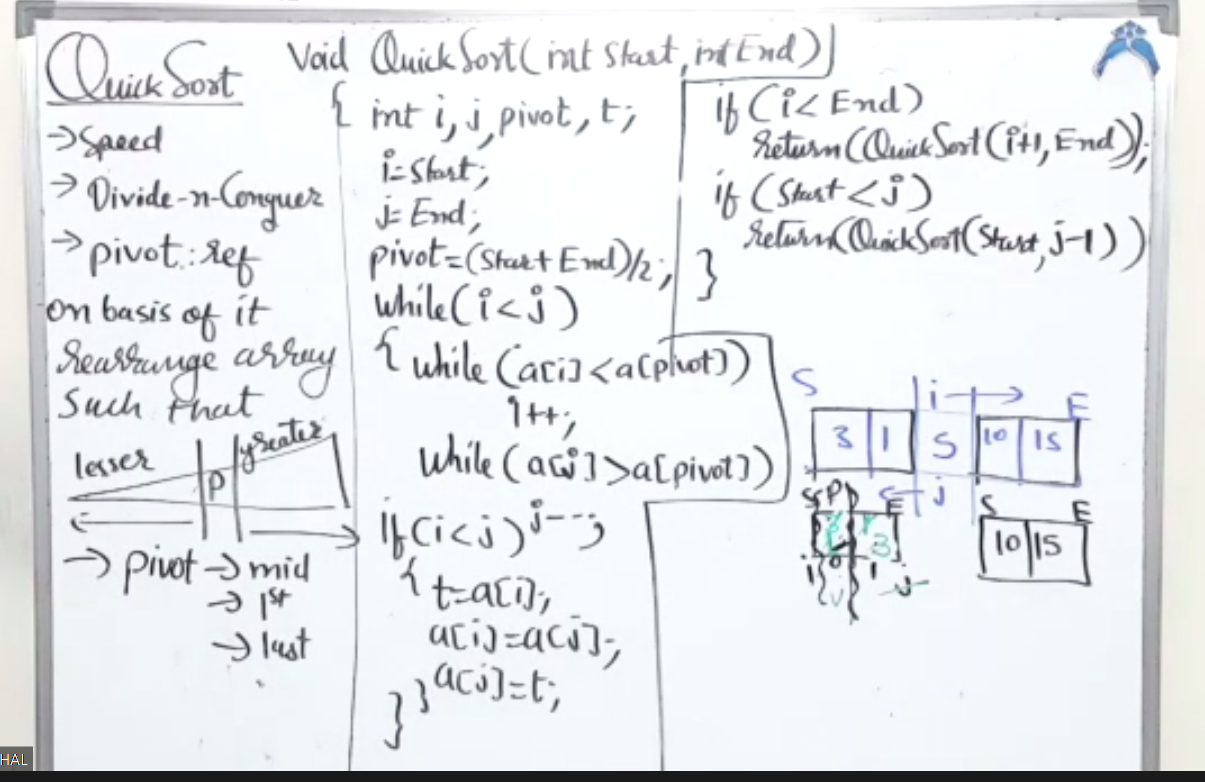 Quick Sort
→ Speed
→ Divide-n-Conquer
→ pivot: ref
on basis of it
Rearrange array
Such that
lesser P greater
→ pivot → mid
→ 1st
→ last
Void QuickSort(int Start, int End)
{ int i, j, pivot, t;
i=Start;
j=End;
pivot=(Start+End)/2;
while(i<j)
{ while(a[i]<a[pivot])
i++;
while(a[j]>a[pivot])
j--;
if(i<j)
{ t=a[i];
a[i]=a[j];
a[j]=t;
}
}
if(i<End)
return(QuickSort(i+1,End));
if(Start<j)
return(QuickSort(Start,j-1))
}
S i → E
3 1 5 10 15
← j
S P E
3
0 1
i j
S E
10 15
HAL